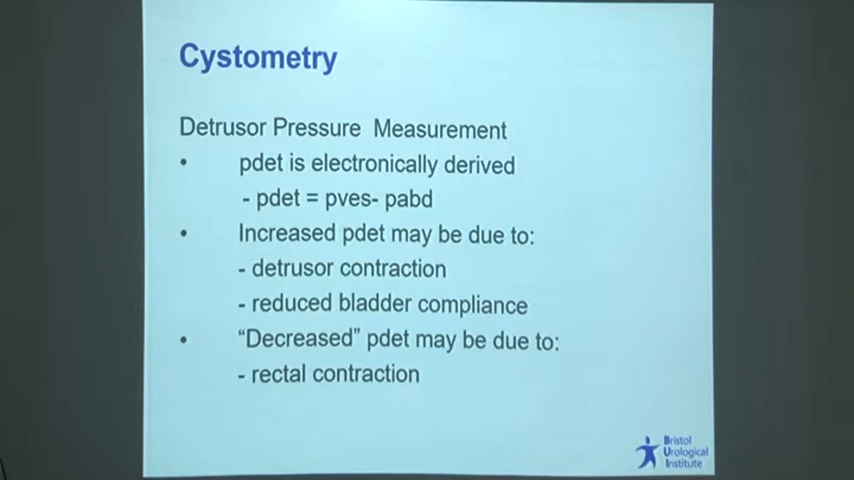 Cystometry
Detrusor Pressure Measurement
• pdet is electronically derived
- pdet = pves- pabd
• Increased pdet may be due to:
- detrusor contraction
- reduced bladder compliance
• “Decreased” pdet may be due to:
- rectal contraction
Bristol
Urological
Institute